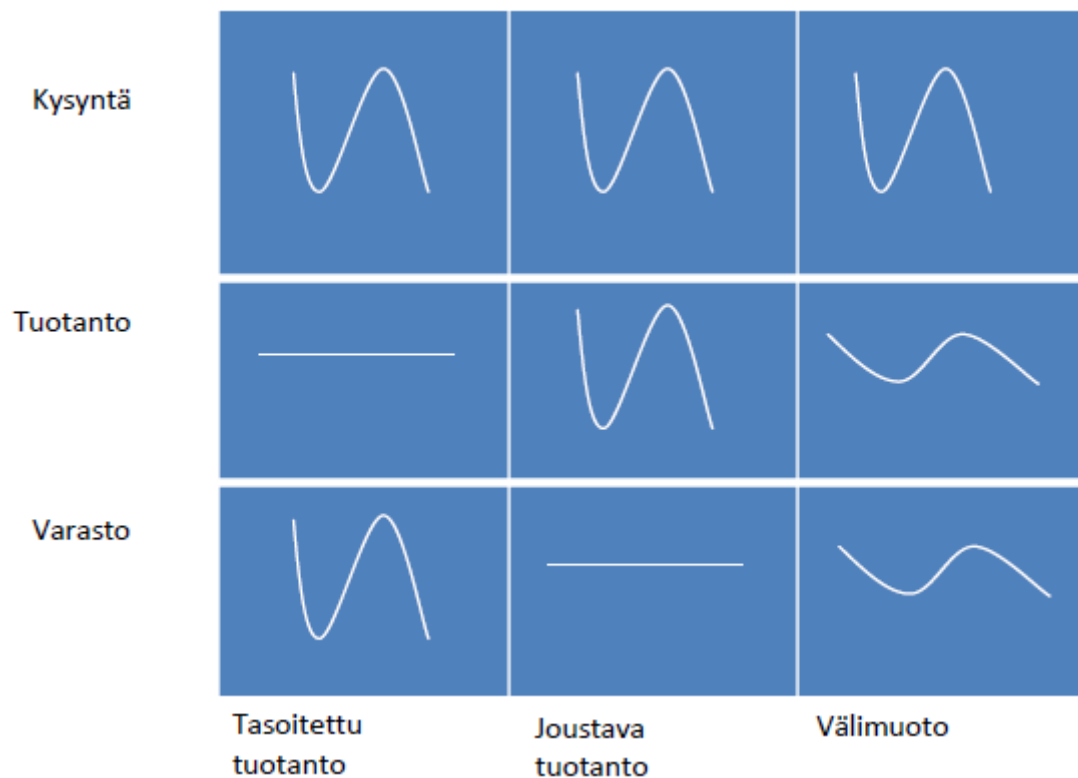 Kysyntä
Tuotanto
Varasto
Tasoitettu
tuotanto
Joustava
tuotanto
Välimuoto